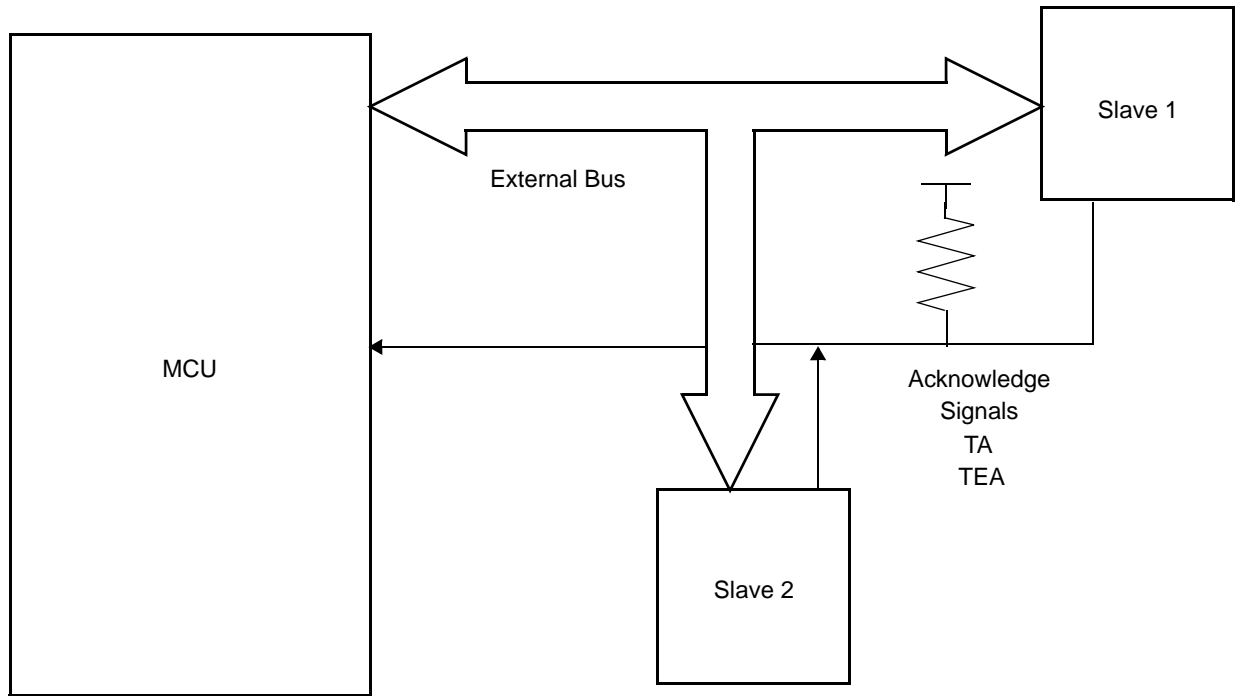 Slave 1
External Bus
MCU
Acknowledge
Signals
TA
TEA
Slave 2